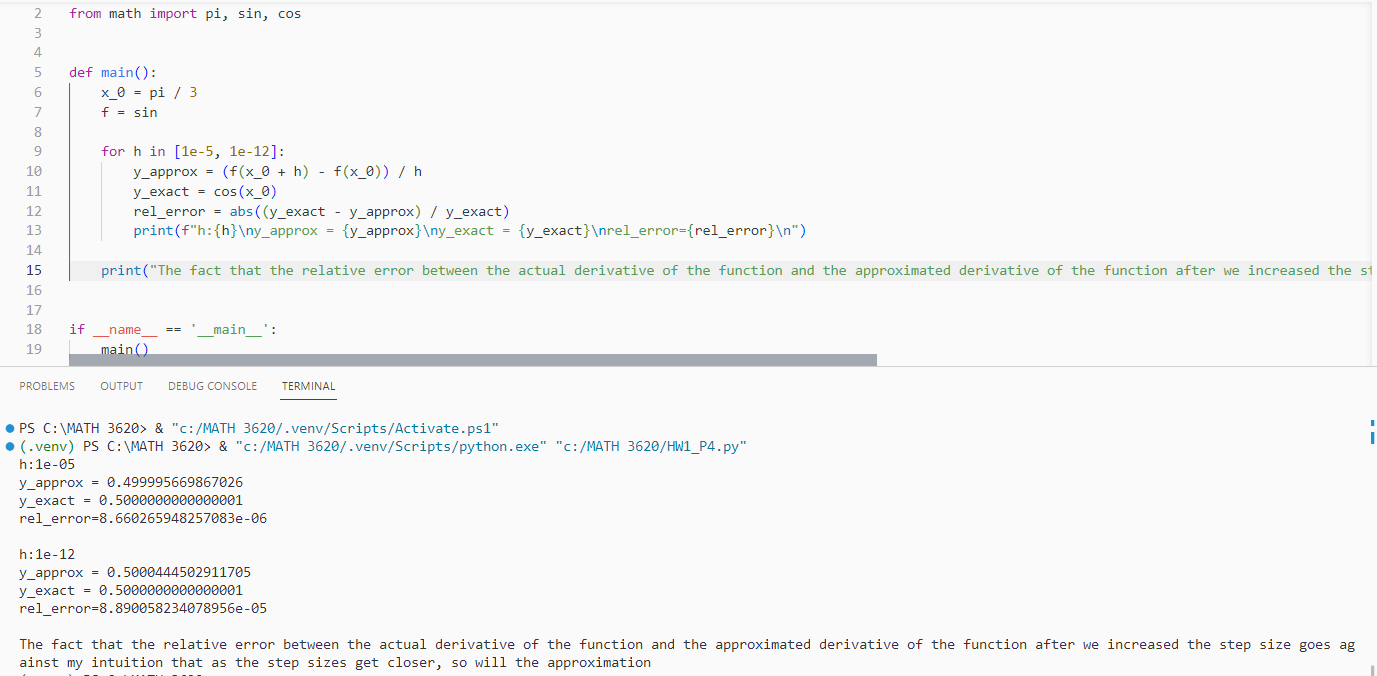 2 from math import pi, sin, cos
3
4
5 def main():
6 x_0 = pi / 3
7 f = sin
8
9 for h in [1e-5, 1e-12]:
10 y_approx = (f(x_0 + h) - f(x_0)) / h
11 y_exact = cos(x_0)
12 rel_error = abs((y_exact - y_approx) / y_exact)
13 print(f"h:{h}\ny_approx = {y_approx}\ny_exact = {y_exact}\nrel_error={rel_error}\n")
14
15 print("The fact that the relative error between the actual derivative of the function and the approximated derivative of the function after we increased the st
16
17
18 if __name__ == '__main__':
19 main()
PROBLEMS OUTPUT DEBUG CONSOLE TERMINAL
PS C:\MATH 3620> & "c:/MATH 3620/.venv/Scripts/Activate.ps1"
(.venv) PS C:\MATH 3620> & "c:/MATH 3620/.venv/Scripts/python.exe" "c:/MATH 3620/HW1_P4.py"
h:1e-05
y_approx = 0.499995669867026
y_exact = 0.5000000000000001
rel_error=8.660265948257083e-06
h:1e-12
y_approx = 0.5000444502911705
y_exact = 0.5000000000000001
rel_error=8.890058234078956e-05
The fact that the relative error between the actual derivative of the function and the approximated derivative of the function after we increased the step size goes ag
ainst my intuition that as the step sizes get closer, so will the approximation